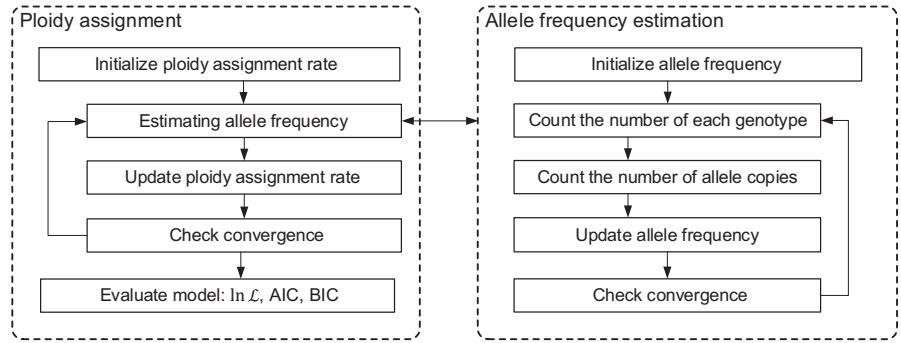 Ploidy assignment
Initialize ploidy assignment rate
Estimating allele frequency
Update ploidy assignment rate
Check convergence
Evaluate model: ln ℒ, AIC, BIC
Allele frequency estimation
Initialize allele frequency
Count the number of each genotype
Count the number of allele copies
Update allele frequency
Check convergence